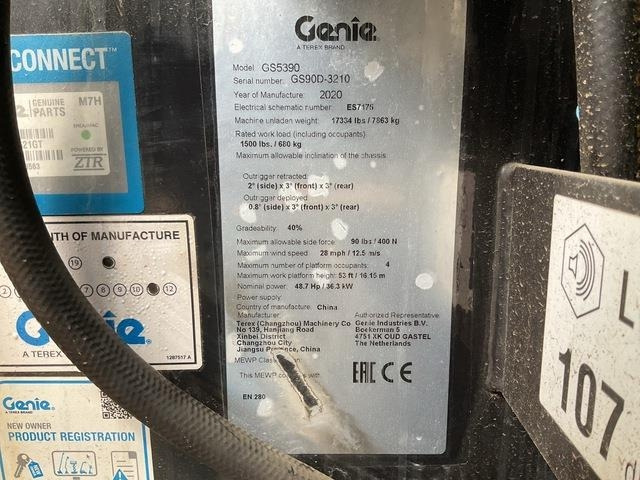 CONNECT™
GENUINE
PARTS
M7H
21GT
POWERED BY
ZTR
Genie
A TEREX BRAND
Model GS5390
Serial number: GS90D-3210
Year of Manufacture: 2020
Electrical schematic number: ES7175
Machine unladen weight: 17334 lbs / 7863 kg
Rated work load (including occupants):
1500 lbs. / 680 kg
Maximum allowable inclination of the chassis:
Outrigger retracted:
2° (side) x 3° (front) x 3° (rear)
Outrigger deployed:
0.8° (side) x 3° (front) x 3° (rear)
Gradeability: 40%
Maximum allowable side force: 90 lbs / 400 N
Maximum wind speed: 28 mph / 12.5 m/s
Maximum number of platform occupants: 4
Maximum work platform height: 53 ft / 16.15 m
Nominal power: 48.7 Hp / 36.3 kW
Power supply:
Country of manufacture: China
Manufacturer:
Terex (Changzhou) Machinery Co
No 139, Hanjiang Road
Xinbei District
Changzhou City
Jiangsu Province, China
Authorized Representative:
Genie Industries B.V.
Boekerman 5
4751 XK OUD GASTEL
The Netherlands
MEWP
This MEWP complies with:
EN 280
EAC CE
TH OF MANUFACTURE
19
2 7 8 9 10 12
Genie
A TEREX
1287517 A
Genie
A TEREX BRAND
NEW OWNER
PRODUCT REGISTRATION
L
107